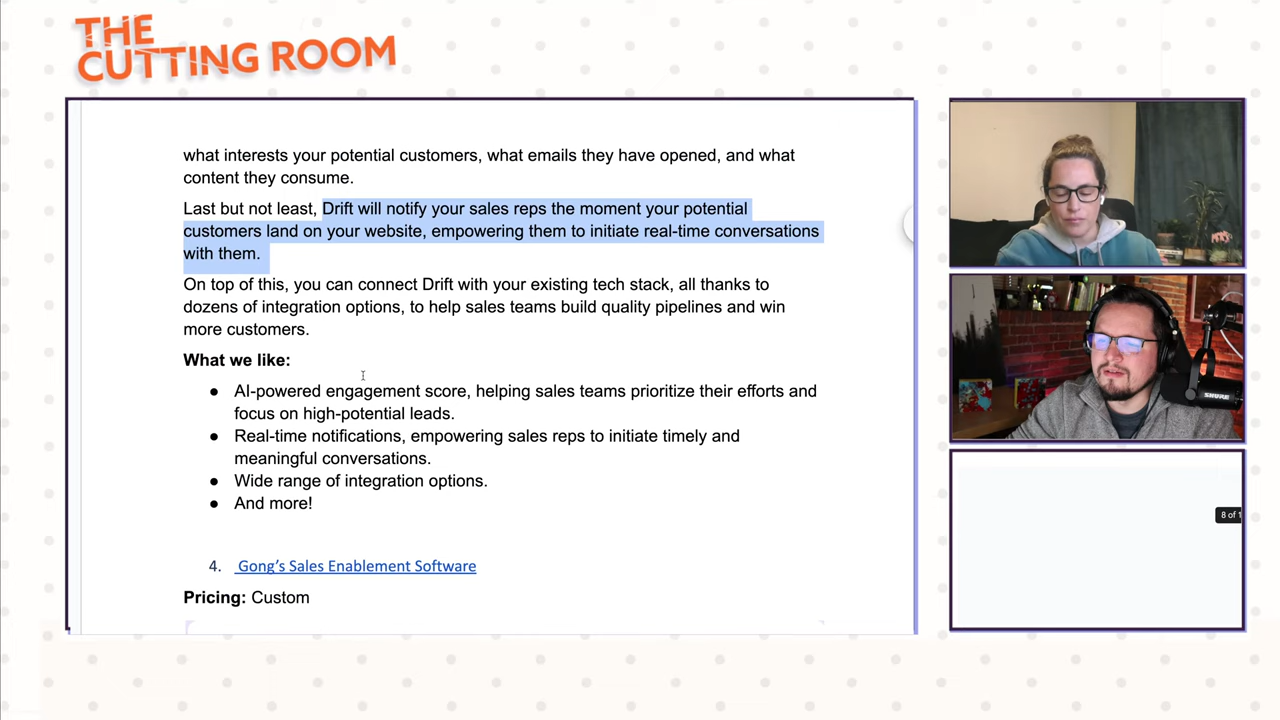 THE
CUTTING ROOM
what interests your potential customers, what emails they have opened, and what
content they consume.
Last but not least, Drift will notify your sales reps the moment your potential
customers land on your website, empowering them to initiate real-time conversations
with them.
On top of this, you can connect Drift with your existing tech stack, all thanks to
dozens of integration options, to help sales teams build quality pipelines and win
more customers.
What we like:
● AI-powered engagement score, helping sales teams prioritize their efforts and
focus on high-potential leads.
● Real-time notifications, empowering sales reps to initiate timely and
meaningful conversations.
● Wide range of integration options.
● And more!
4. Gong’s Sales Enablement Software
Pricing: Custom
SHURE
8 of 1